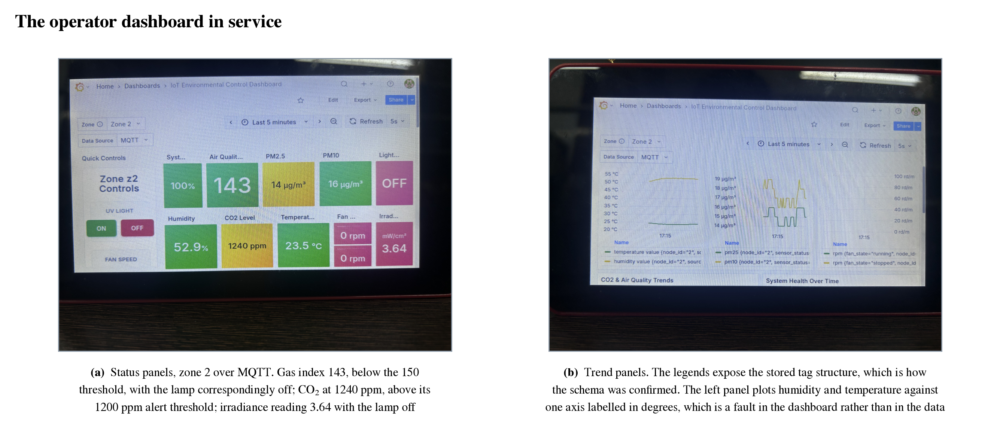 The operator dashboard in service
Home › Dashboards › IoT Environmental Control Dashboard
Edit Export Share
Zone Zone 2
Last 5 minutes Refresh 5s
Data Source MQTT
Quick Controls
Syst... Air Qualit... PM2.5 PM10 Light...
Zone z2
Controls
100% 143 14 µg/m³ 16 µg/m³ OFF
UV LIGHT
ON OFF
FAN SPEED
Humidity CO2 Level Temperat... Fan ... Irrad...
52.9% 1240 ppm 23.5 °C
0 rpm
0 rpm
mW/cm²
3.64
Home › Dashboards › IoT Environmental Control Dashboard
Edit Export Share
Zone Zone 2
Last 5 minutes Refresh 5s
Data Source MQTT
55 °C
50 °C
45 °C
40 °C
35 °C
30 °C
25 °C
20 °C
17:15
Name
temperature value {node_id="2", sc
humidity value {node_id="2", sourc
19 µg/m³
18 µg/m³
17 µg/m³
16 µg/m³
15 µg/m³
14 µg/m³
17:15
Name
pm25 {node_id="2", sensor_status:
pm10 {node_id="2", sensor_status=
100 rd/m
80 rd/m
60 rd/m
40 rd/m
20 rd/m
0 rd/m
17:15
Name
rpm {fan_state="running", node_id:
rpm {fan_state="stopped", node_id
CO2 & Air Quality Trends
System Health Over Time
(a) Status panels, zone 2 over MQTT. Gas index 143, below the 150
threshold, with the lamp correspondingly off; CO₂ at 1240 ppm, above its
1200 ppm alert threshold; irradiance reading 3.64 with the lamp off
(b) Trend panels. The legends expose the stored tag structure, which is how
the schema was confirmed. The left panel plots humidity and temperature against
one axis labelled in degrees, which is a fault in the dashboard rather than in the data